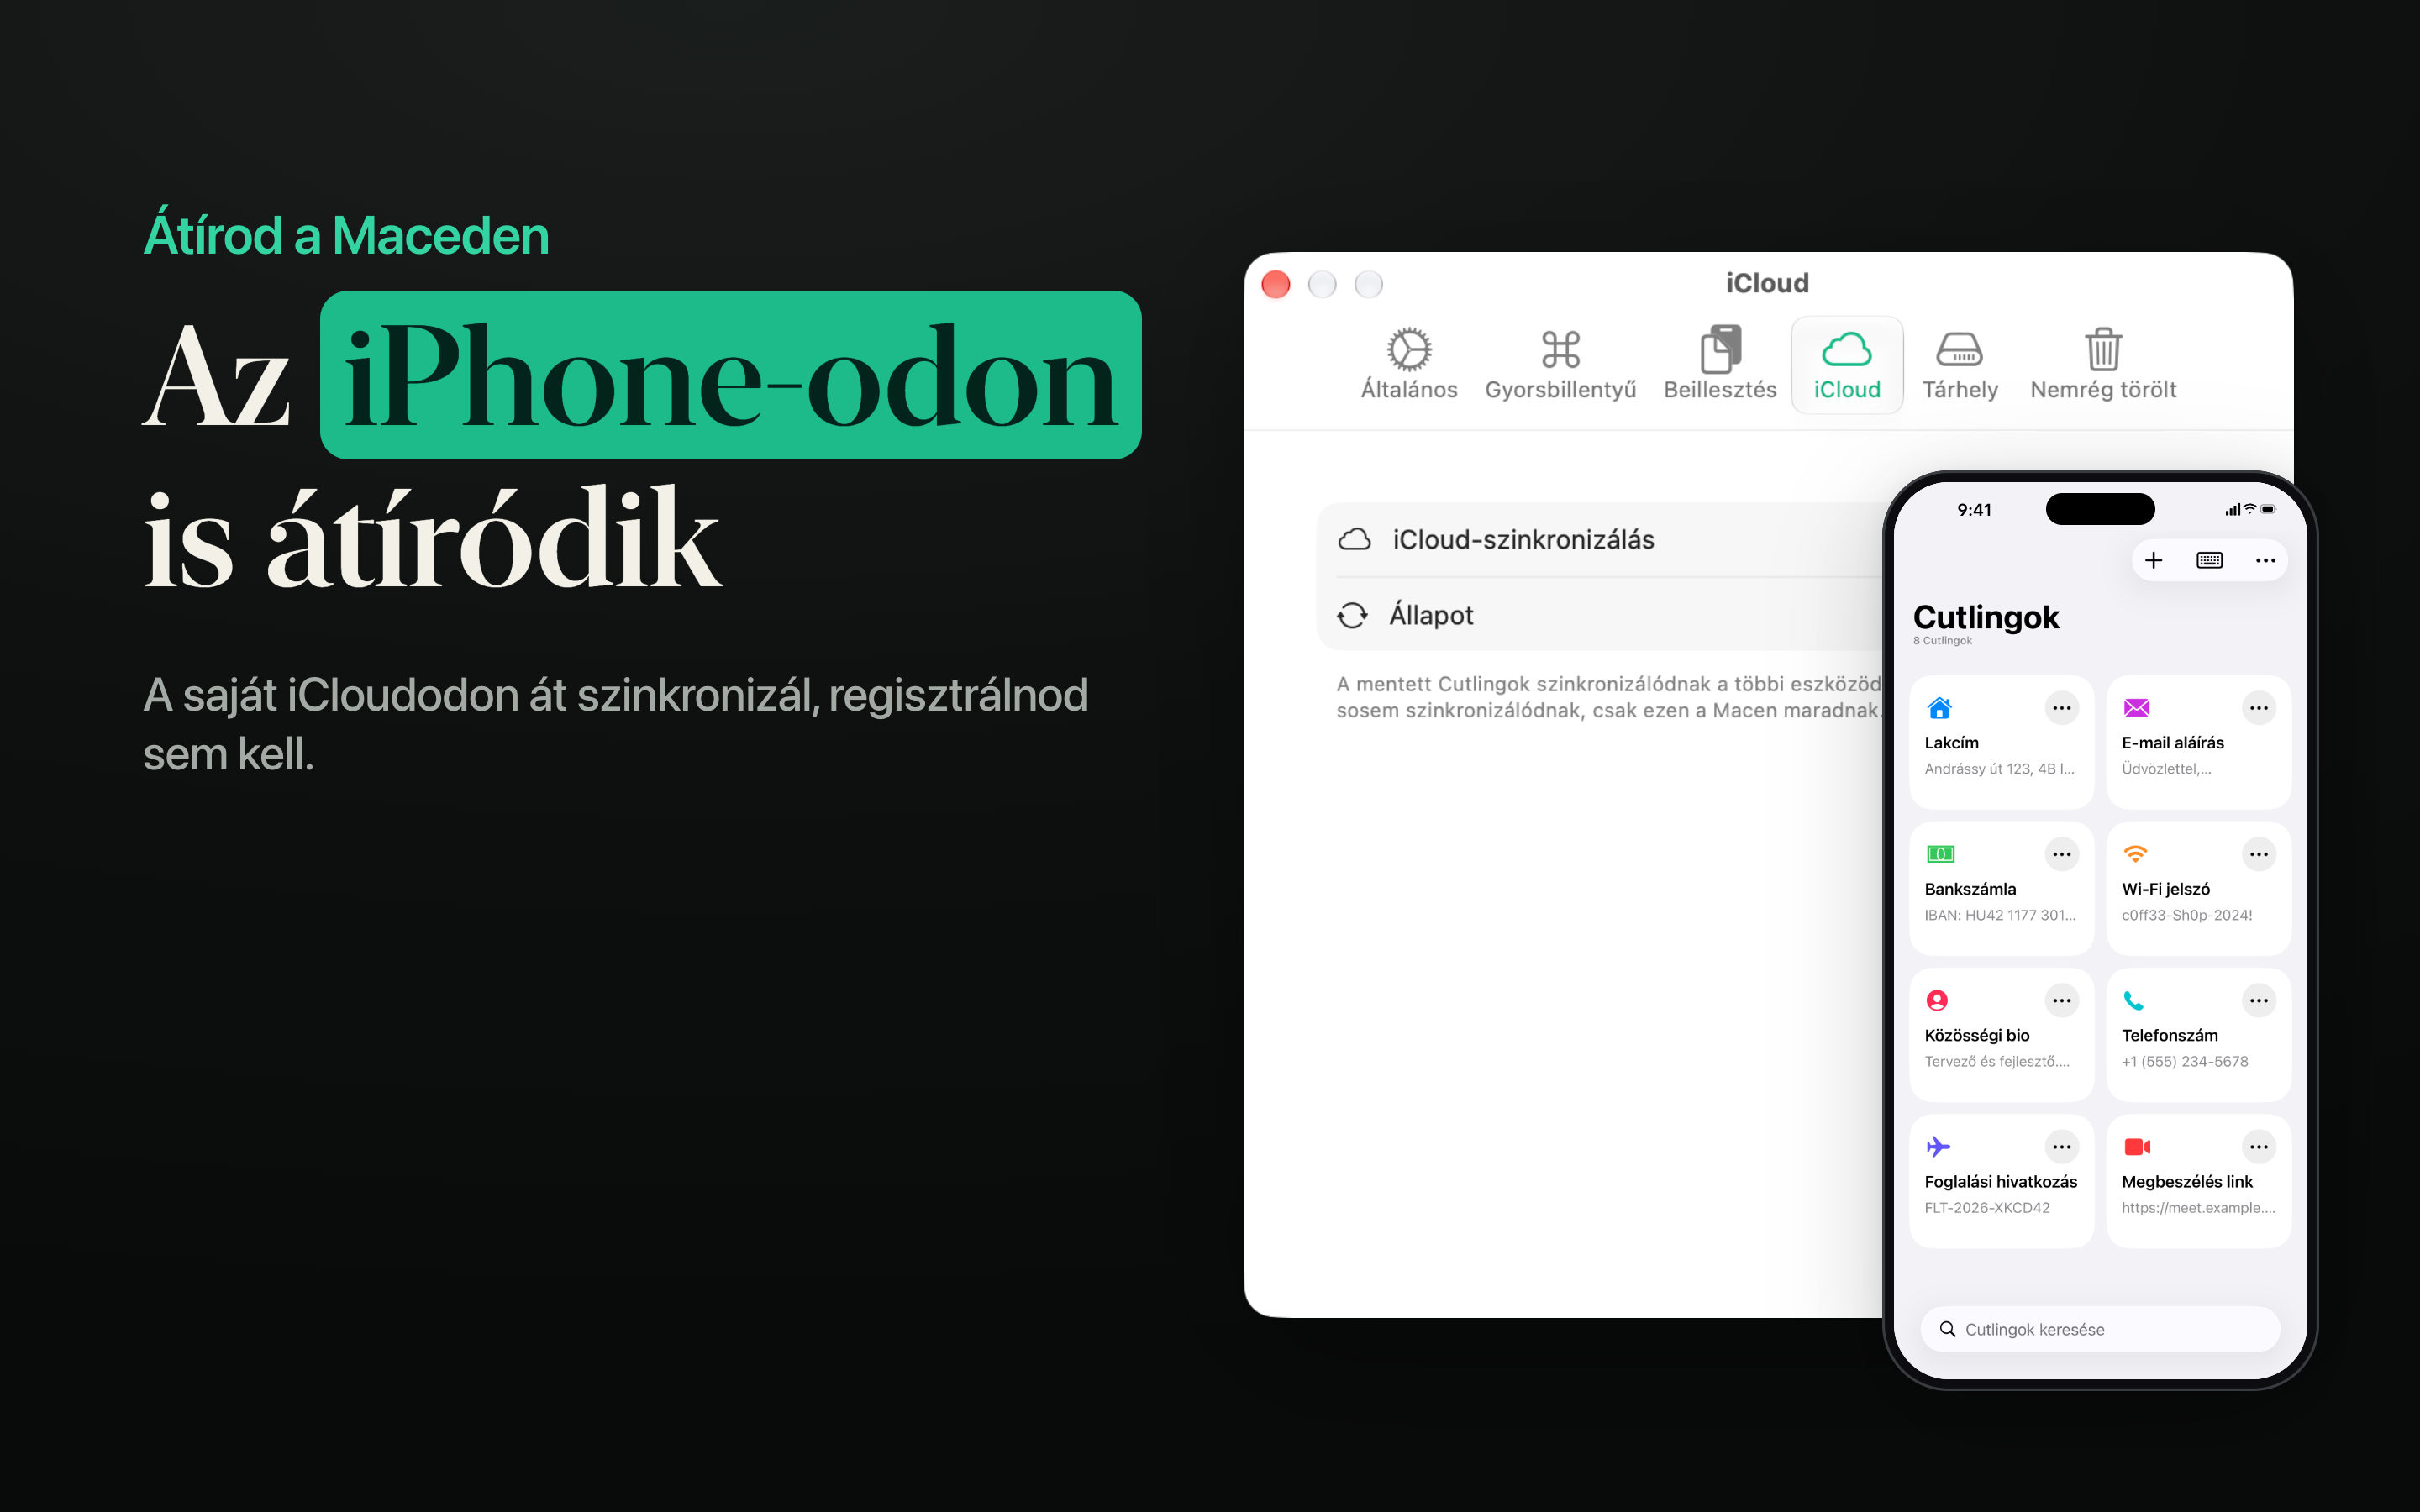 Átírod a Maceden
Az iPhone-odon
is átíródik
A saját iCloudodon át szinkronizál, regisztrálnod
sem kell.
iCloud
Általános
Gyorsbillentyű
Beillesztés
iCloud
Tárhely
Nemrég törölt
iCloud-szinkronizálás
Állapot
A mentett Cutlingok szinkronizálódnak a többi eszközöd
sosem szinkronizálódnak, csak ezen a Macen maradnak.
9:41
Cutlingok
8 Cutlingok
Lakcím
Andrássy út 123, 4B l...
E-mail aláírás
Üdvözlettel,...
Bankszámla
IBAN: HU42 1177 301...
Wi-Fi jelszó
c0ff33-Sh0p-2024!
Közösségi bio
Tervező és fejlesztő....
Telefonszám
+1 (555) 234-5678
Foglalási hivatkozás
FLT-2026-XKCD42
Megbeszélés link
https://meet.example....
Cutlingok keresése